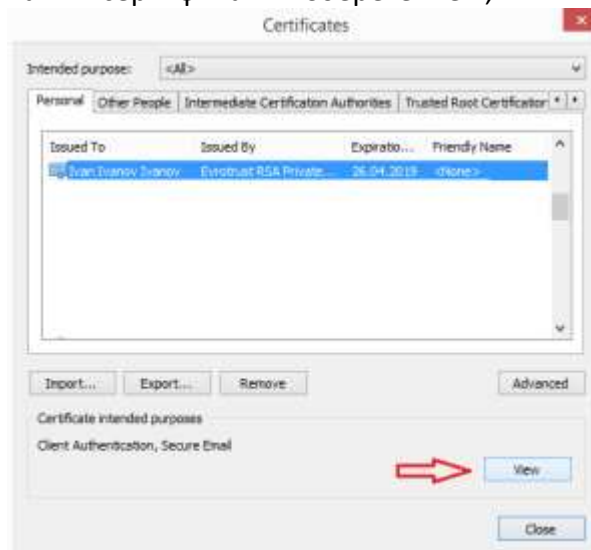 Certificates
Intended purpose: <All>
Personal Other People Intermediate Certification Authorities Trusted Root Certification
Issued To Issued By Expiratio... Friendly Name
Ivan Ivanov Ivanov Evrotrust RSA Private... 26.04.2019 <None>
Import... Export... Remove Advanced
Certificate intended purposes
Client Authentication, Secure Email
View
Close